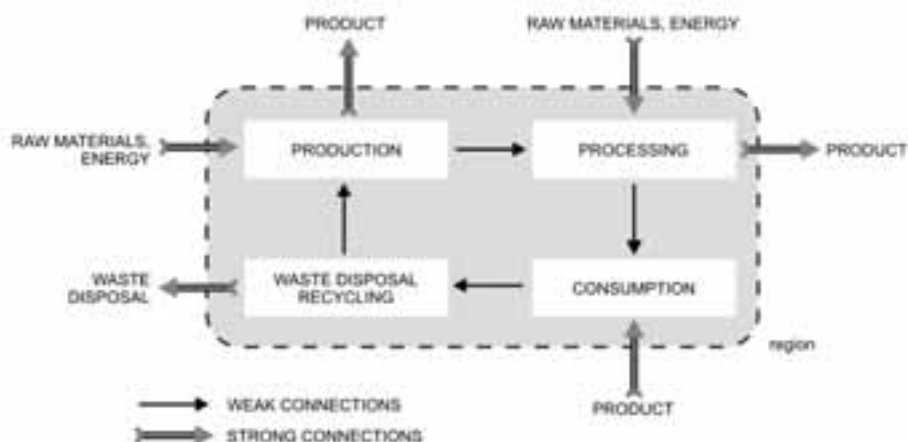 PRODUCT
RAW MATERIALS, ENERGY
RAW MATERIALS,
ENERGY
PRODUCTION
PROCESSING
PRODUCT
WASTE
DISPOSAL
WASTE DISPOSAL
RECYCLING
CONSUMPTION
region
WEAK CONNECTIONS
PRODUCT
STRONG CONNECTIONS